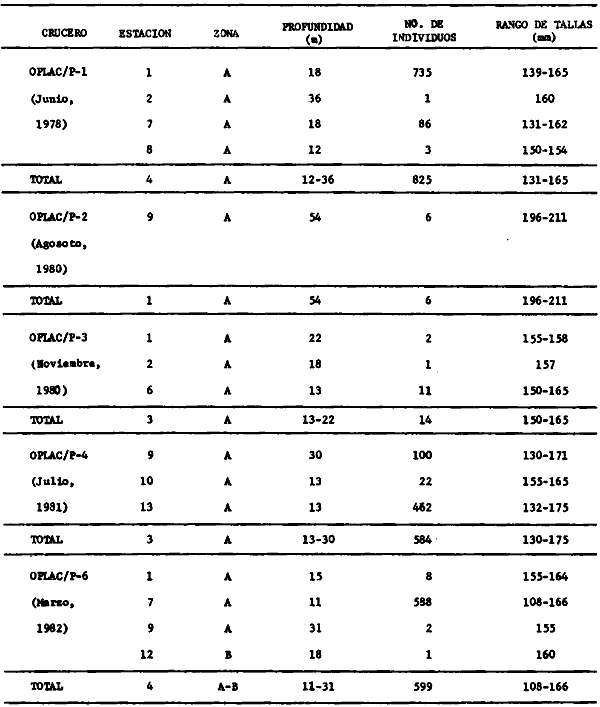 CRUCERO ESTACION ZONA PROFUNDIDAD (m) NO. DE INDIVIDUOS RANGO DE TALLAS (mm)
OPLAC/P-1 1 A 18 735 139-165
(Junio, 2 A 36 1 160
1978) 7 A 18 86 131-162
8 A 12 3 150-154
TOTAL 4 A 12-36 825 131-165
OPLAC/P-2 9 A 54 6 196-211
(Agosoto,
1980)
TOTAL 1 A 54 6 196-211
OPLAC/P-3 1 A 22 2 155-158
(Noviembre, 2 A 18 1 157
1980) 6 A 13 11 150-165
TOTAL 3 A 13-22 14 150-165
OPLAC/P-4 9 A 30 100 130-171
(Julio, 10 A 13 22 155-165
1981) 13 A 13 462 132-175
TOTAL 3 A 13-30 584 130-175
OPLAC/P-6 1 A 15 8 155-164
(Marzo, 7 A 11 588 108-166
1982) 9 A 31 2 155
12 B 18 1 160
TOTAL 4 A-B 11-31 599 108-166